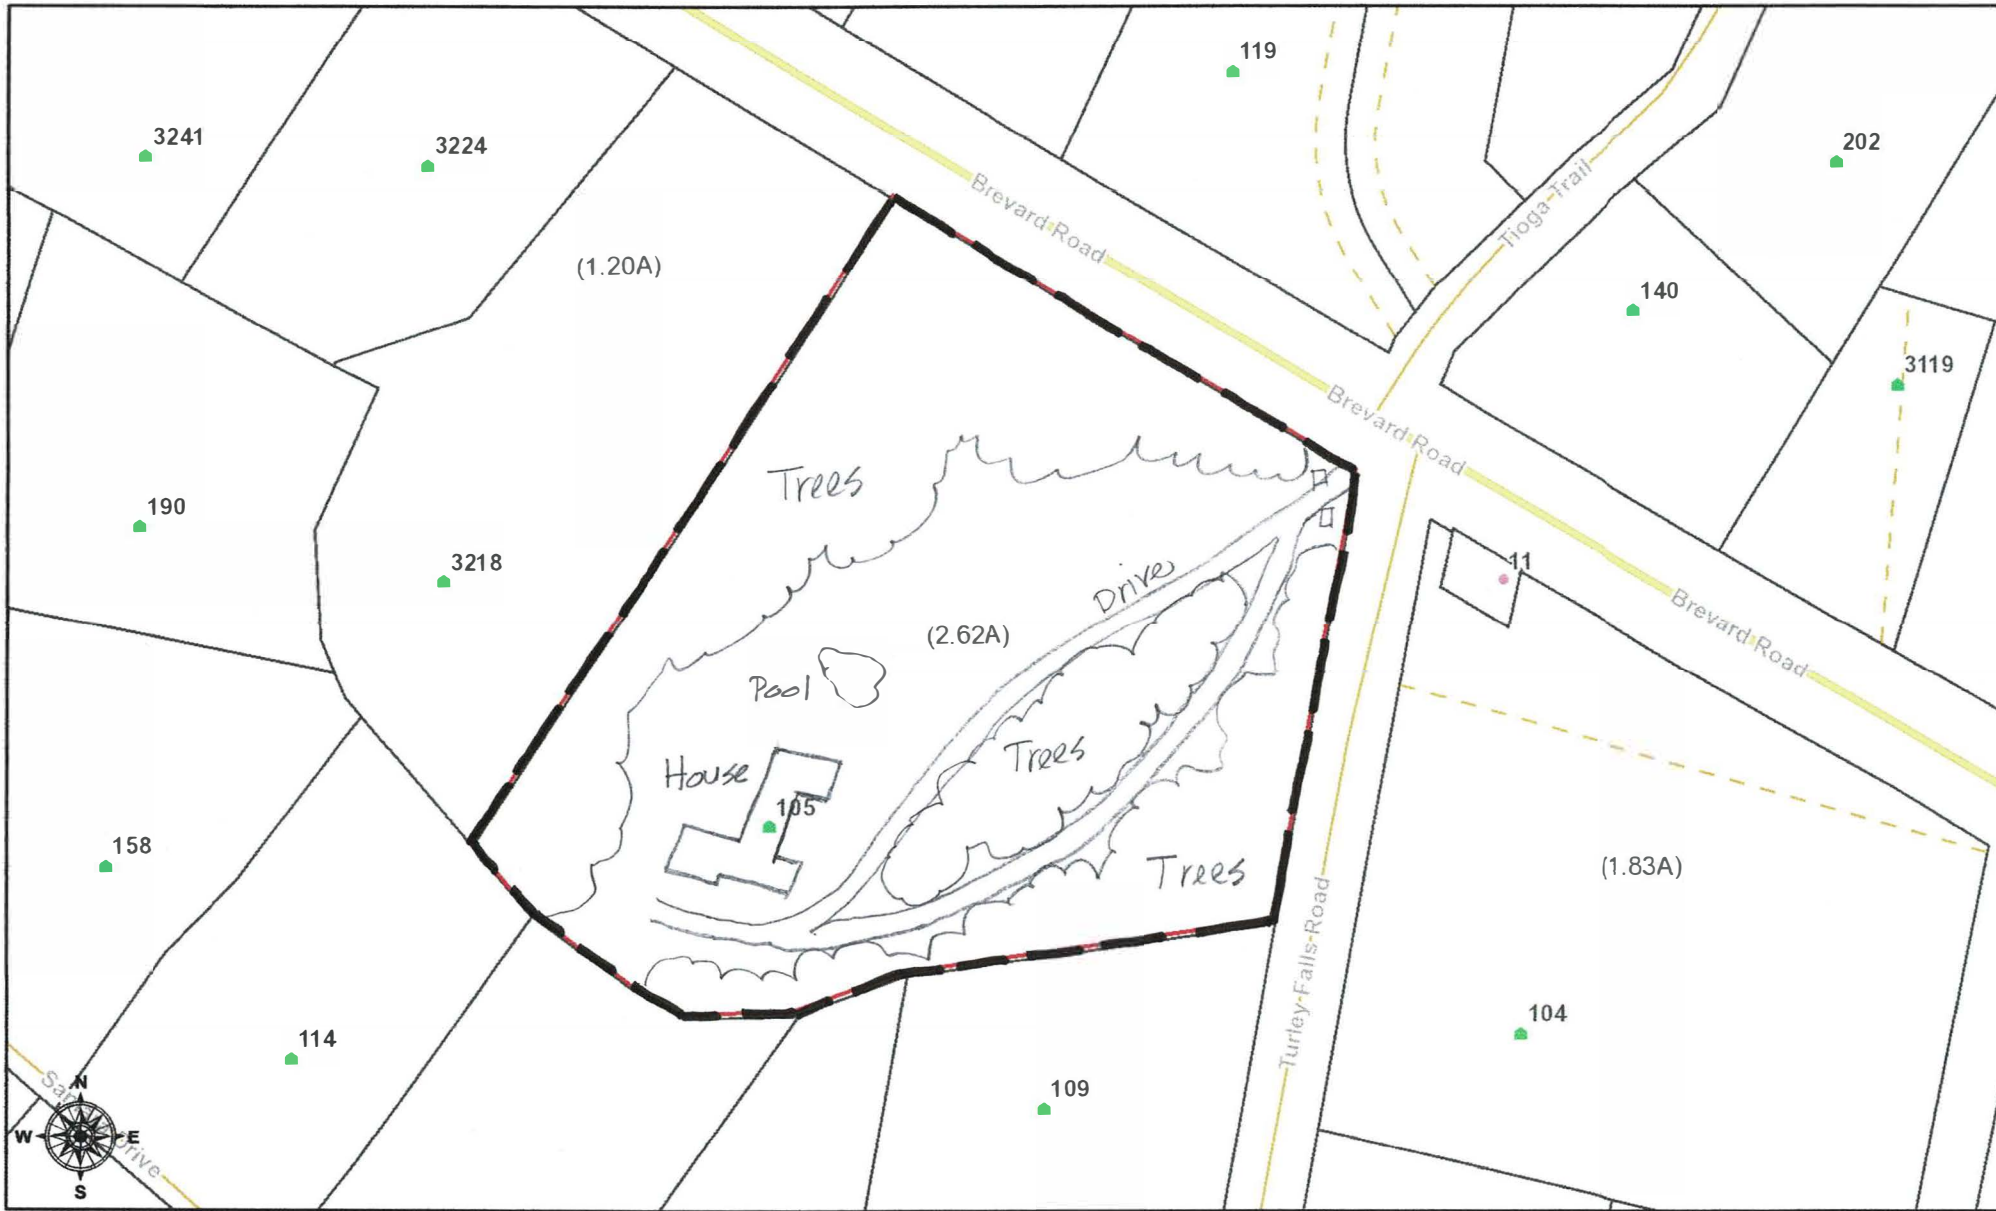 119
3241
3224
202
Brevard Road
Tioga Trail
(1.20A)
140
3119
Brevard Road
Trees
190
3218
11
Drive
Brevard Road
(2.62A)
Pool
Trees
House
105
158
Trees
(1.83A)
Turley Falls Road
104
114
109
Drive
N
W
E
S